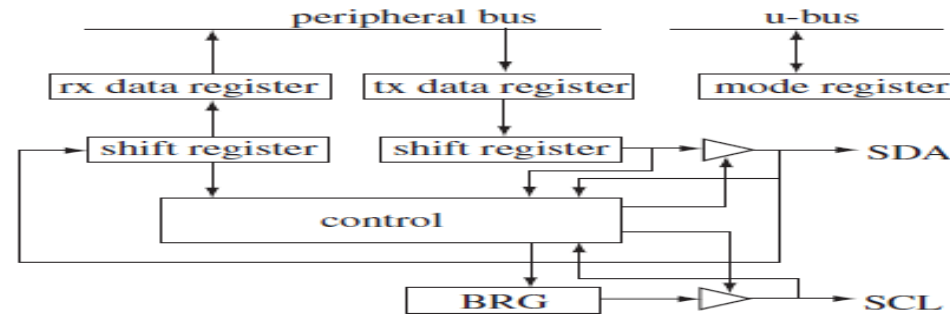 peripheral bus u-bus
rx data register tx data register mode register
shift register shift register SDA
control
BRG SCL